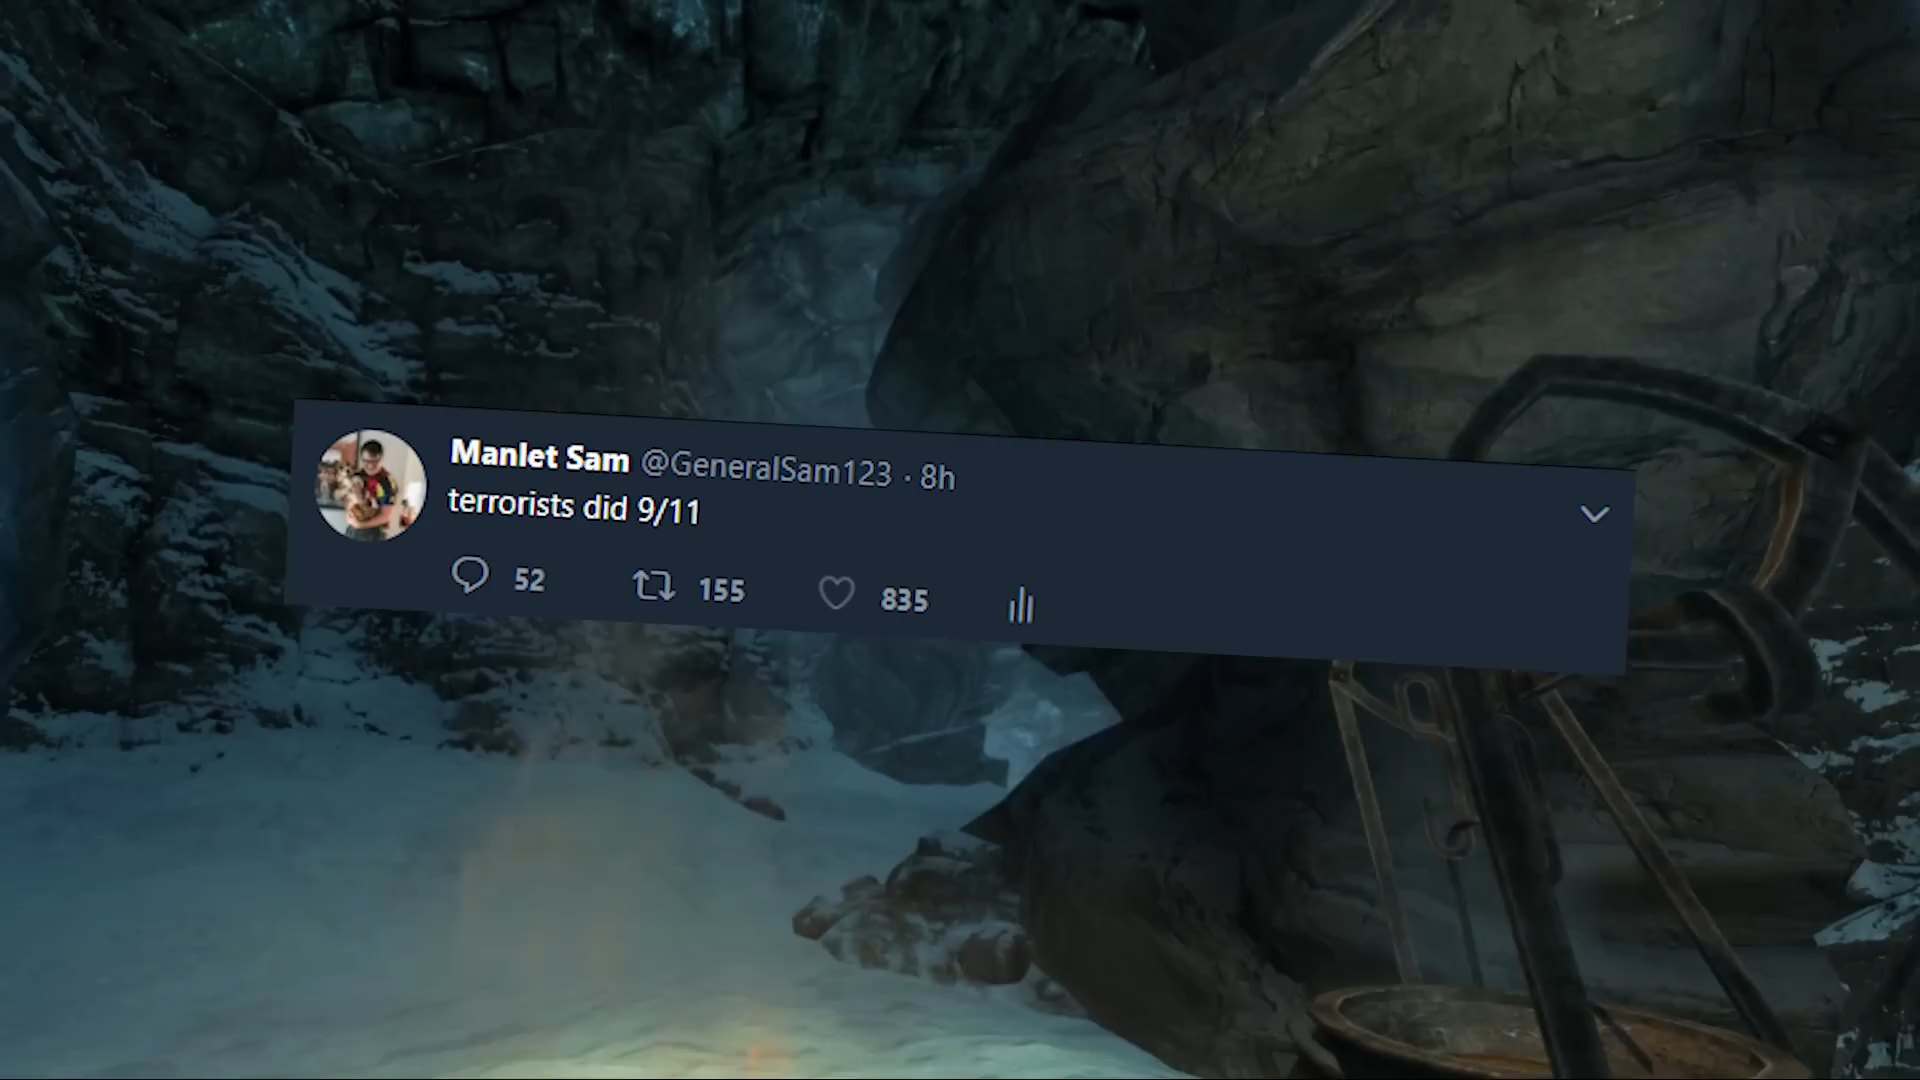 Manlet Sam @GeneralSam123 · 8h
terrorists did 9/11
52 155 835